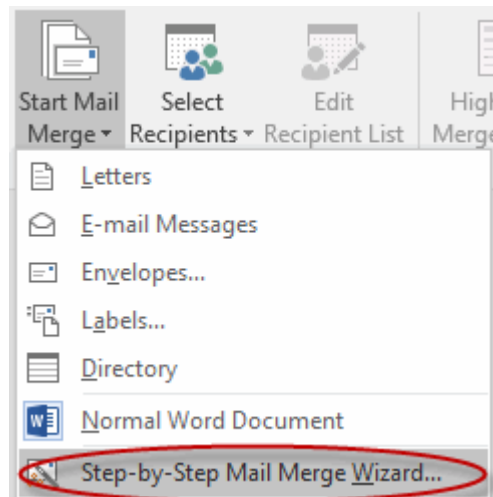 Start Mail Select Edit
Merge Recipients Recipient List
Letters
E-mail Messages
Envelopes...
Labels...
Directory
Normal Word Document
Step-by-Step Mail Merge Wizard...